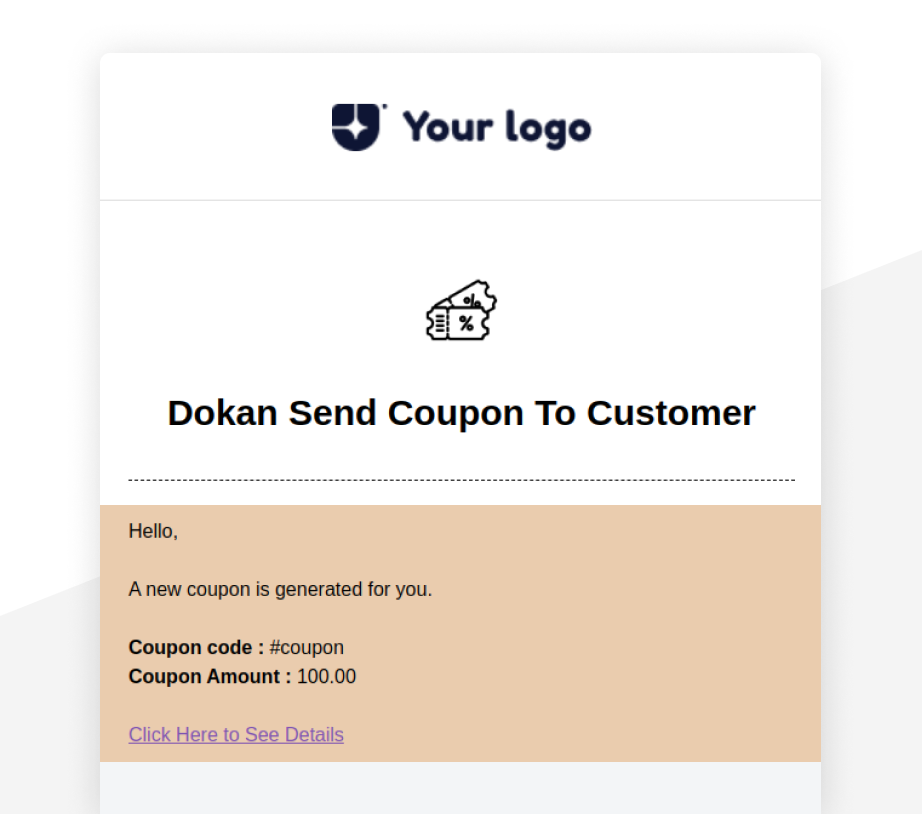 Your logo
%
%
Dokan Send Coupon To Customer
Hello,
A new coupon is generated for you.
Coupon code : #coupon
Coupon Amount : 100.00
Click Here to See Details